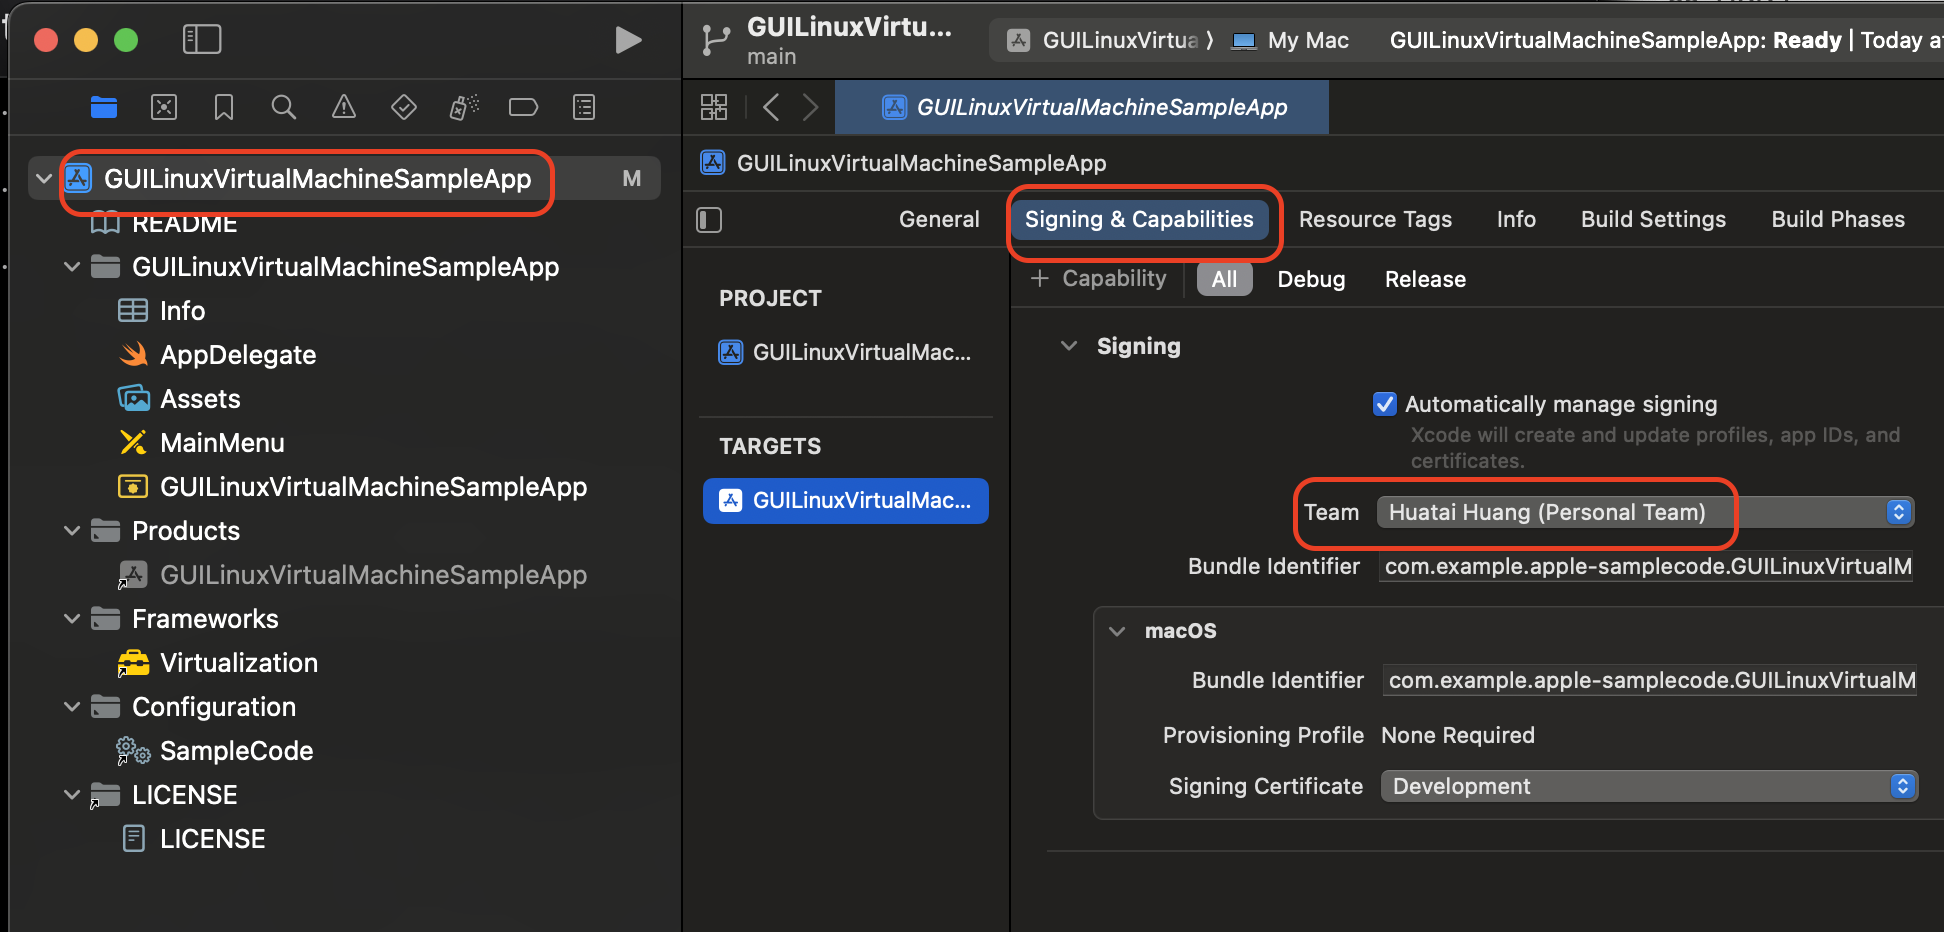 GUILinuxVirtu...
main
GUILinuxVirtua
My Mac
GUILinuxVirtualMachineSampleApp: Ready | Today at
GUILinuxVirtualMachineSampleApp
M
README
GUILinuxVirtualMachineSampleApp
Info
AppDelegate
Assets
MainMenu
GUILinuxVirtualMachineSampleApp
Products
GUILinuxVirtualMachineSampleApp
Frameworks
Virtualization
Configuration
SampleCode
LICENSE
LICENSE
GUILinuxVirtualMachineSampleApp
GUILinuxVirtualMachineSampleApp
General
Signing & Capabilities
Resource Tags
Info
Build Settings
Build Phases
PROJECT
GUILinuxVirtualMac...
TARGETS
GUILinuxVirtualMac...
+ Capability
All
Debug
Release
Signing
Automatically manage signing
Xcode will create and update profiles, app IDs, and
certificates.
Team Huatai Huang (Personal Team)
Bundle Identifier com.example.apple-samplecode.GUILinuxVirtualM
macOS
Bundle Identifier com.example.apple-samplecode.GUILinuxVirtualM
Provisioning Profile None Required
Signing Certificate Development